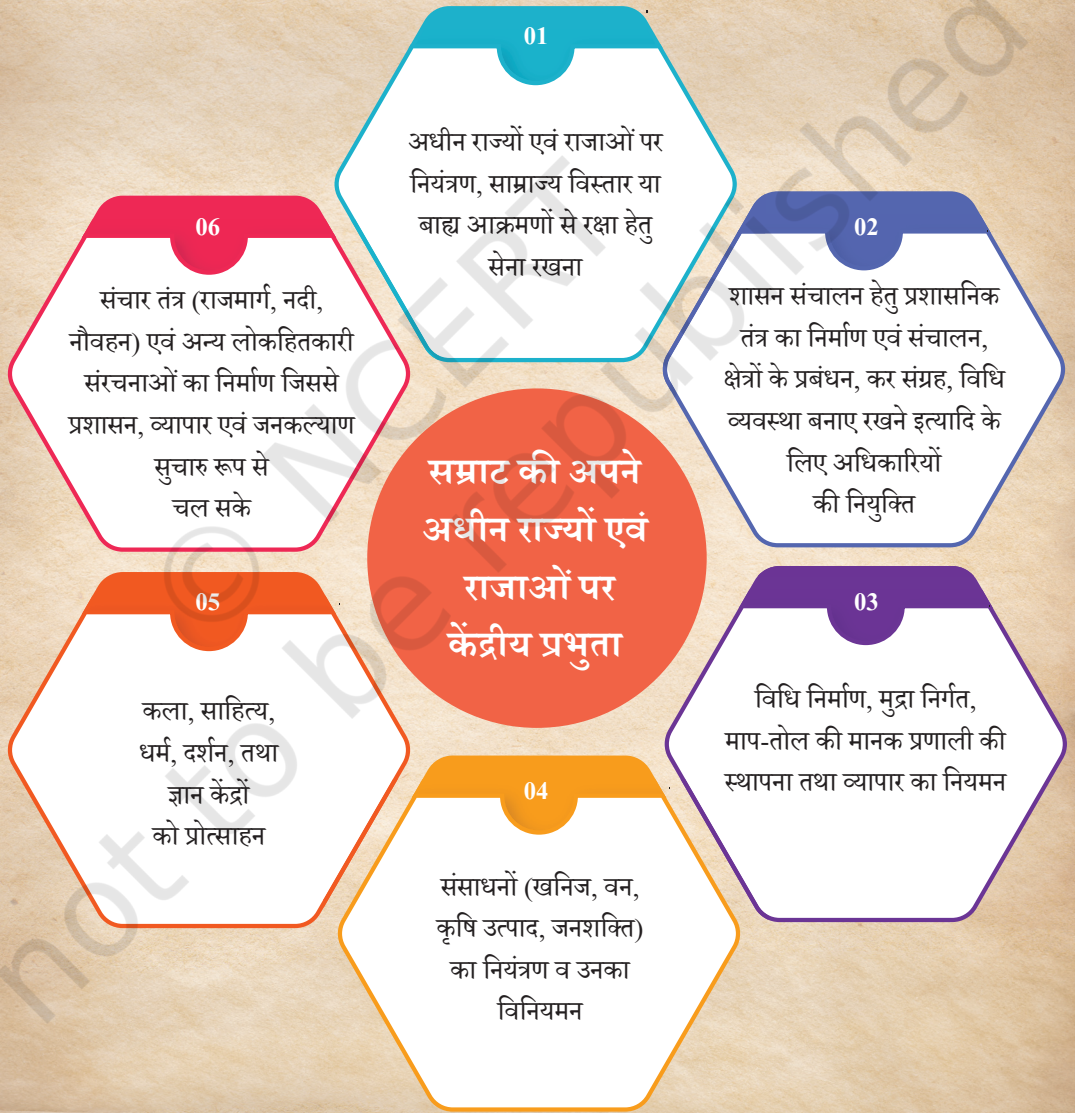 01
अधीन राज्यों एवं राजाओं पर
नियंत्रण, साम्राज्य विस्तार या
बाह्य आक्रमणों से रक्षा हेतु
सेना रखना
02
शासन संचालन हेतु प्रशासनिक
तंत्र का निर्माण एवं संचालन,
क्षेत्रों के प्रबंधन, कर संग्रह, विधि
व्यवस्था बनाए रखने इत्यादि के
लिए अधिकारियों
की नियुक्ति
03
विधि निर्माण, मुद्रा निर्गत,
माप-तोल की मानक प्रणाली की
स्थापना तथा व्यापार का नियमन
04
संसाधनों (खनिज, वन,
कृषि उत्पाद, जनशक्ति)
का नियंत्रण व उनका
विनियमन
05
कला, साहित्य,
धर्म, दर्शन, तथा
ज्ञान केंद्रों
को प्रोत्साहन
06
संचार तंत्र (राजमार्ग, नदी,
नौवहन) एवं अन्य लोकहितकारी
संरचनाओं का निर्माण जिससे
प्रशासन, व्यापार एवं जनकल्याण
सुचारु रूप से
चल सके
सम्राट की अपने
अधीन राज्यों एवं
राजाओं पर
केंद्रीय प्रभुता
© NCERT
not to be republished